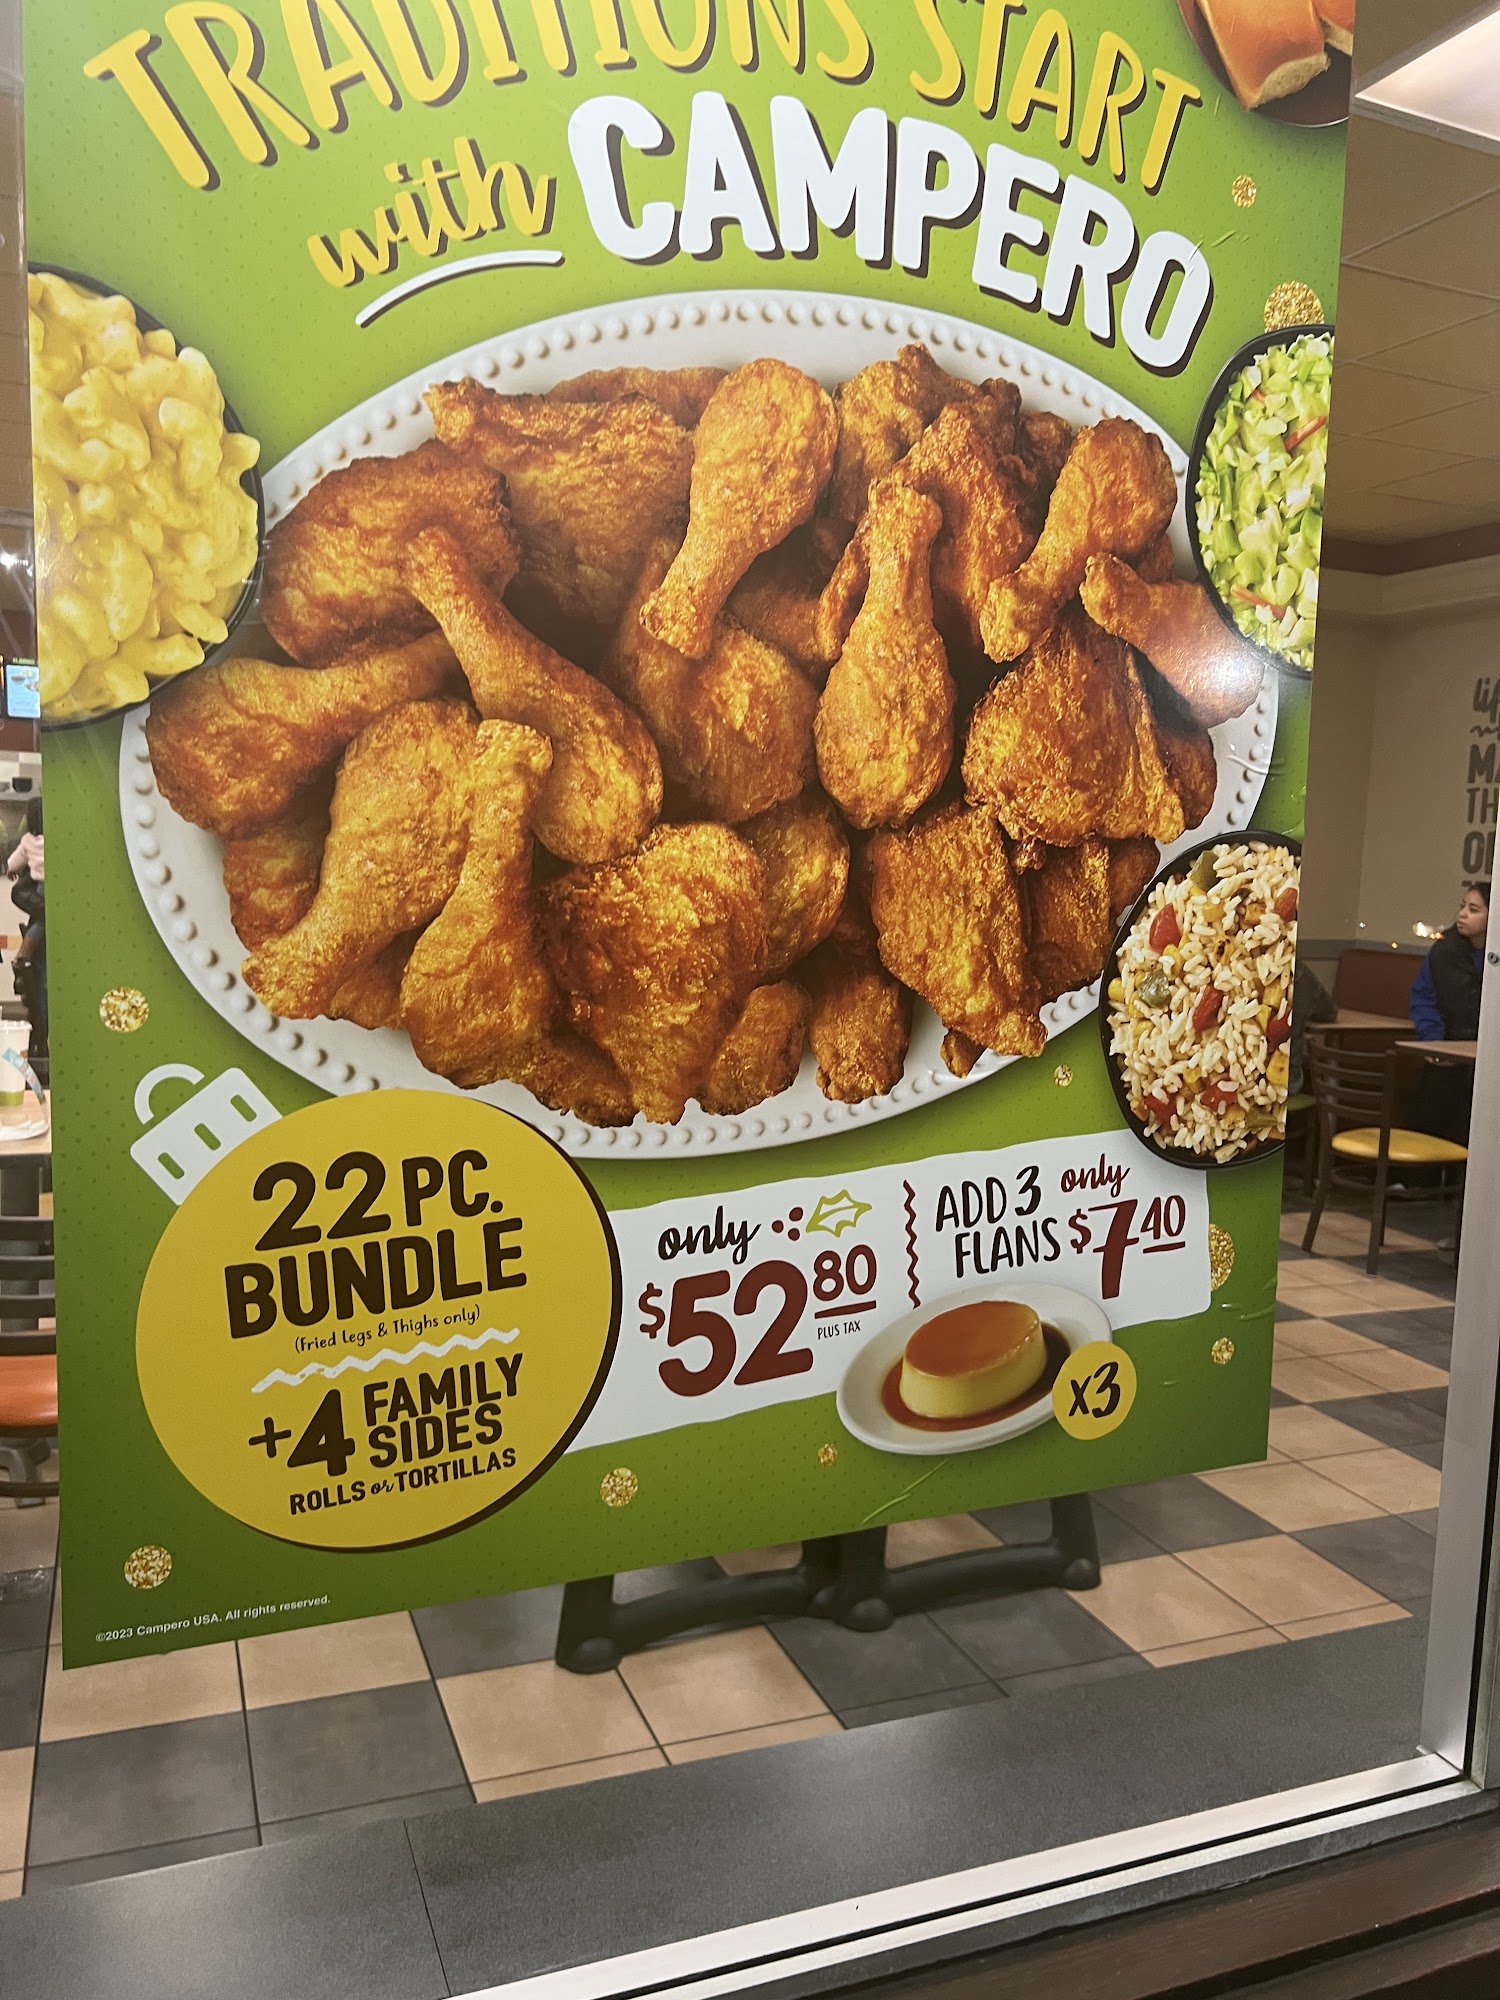 TRADITIONS START
with CAMPERO
22 PC.
BUNDLE
(Fried Legs & Thighs only)
+4 FAMILY
SIDES
ROLLS or TORTILLAS
only
$52 80
PLUS TAX
ADD 3 only
FLANS $7 40
x3
©2023 Campero USA. All rights reserved.